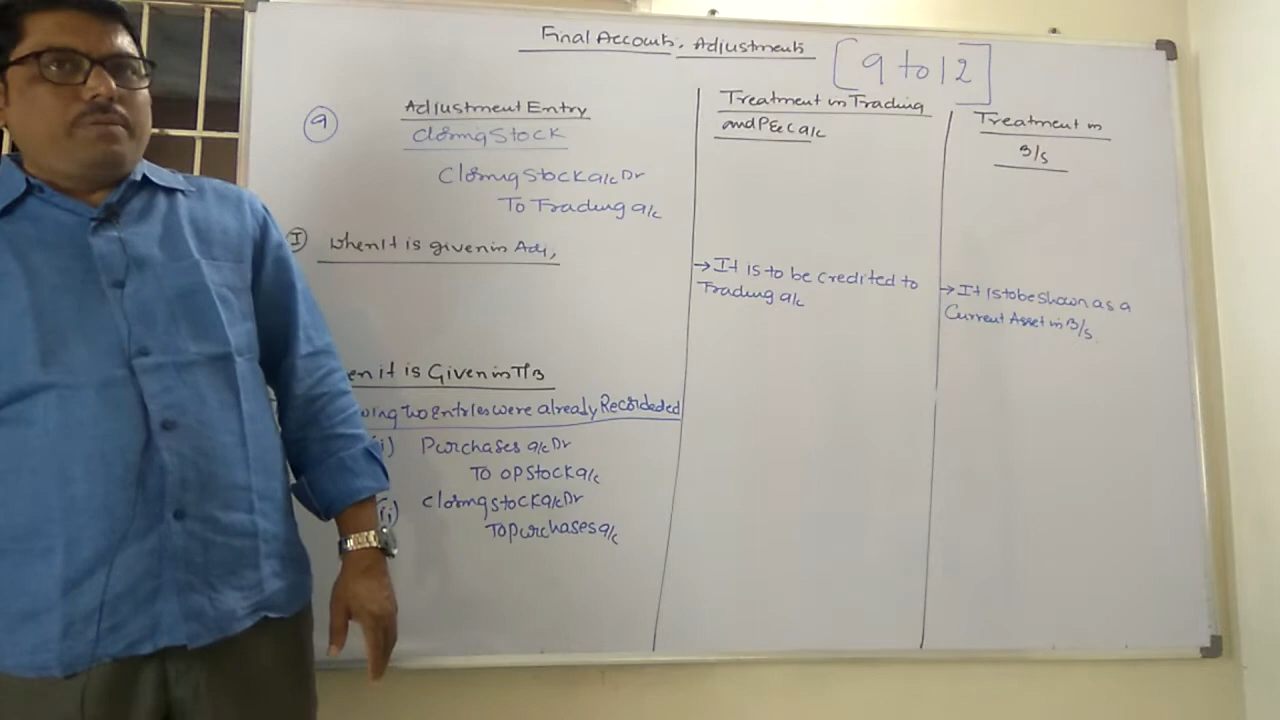 Final Accounts, Adjustments
[9 to 12]
9
Adjustment Entry
Closing Stock
Closing Stock a/c Dr
To Trading a/c
I When It is given in Adj,
en it is Given in T/B
owing Two Entries were already Recordeded
(i) Purchases a/c Dr
To OP Stock a/c
(i) Closing Stock a/c Dr
To Purchases a/c
Treatment in Trading
and P&L a/c
→ It is to be credited to
Trading a/c
Treatment in
B/S
→ It is to be shown as a
Current Asset in B/S.